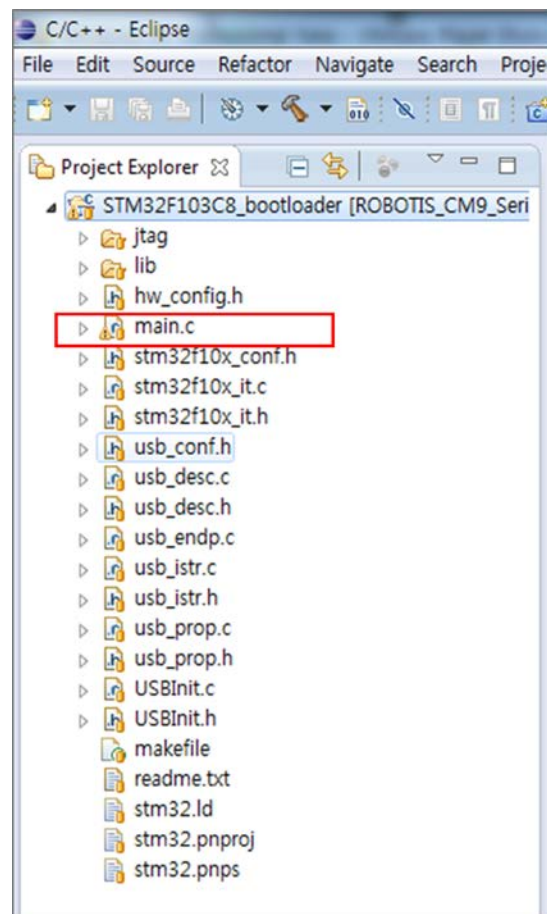 C/C++ - Eclipse
File Edit Source Refactor Navigate Search Proje
Project Explorer
STM32F103C8_bootloader [ROBOTIS_CM9_Seri
jtag
lib
hw_config.h
main.c
stm32f10x_conf.h
stm32f10x_it.c
stm32f10x_it.h
usb_conf.h
usb_desc.c
usb_desc.h
usb_endp.c
usb_istr.c
usb_istr.h
usb_prop.c
usb_prop.h
USBInit.c
USBInit.h
makefile
readme.txt
stm32.ld
stm32.pnproj
stm32.pnps